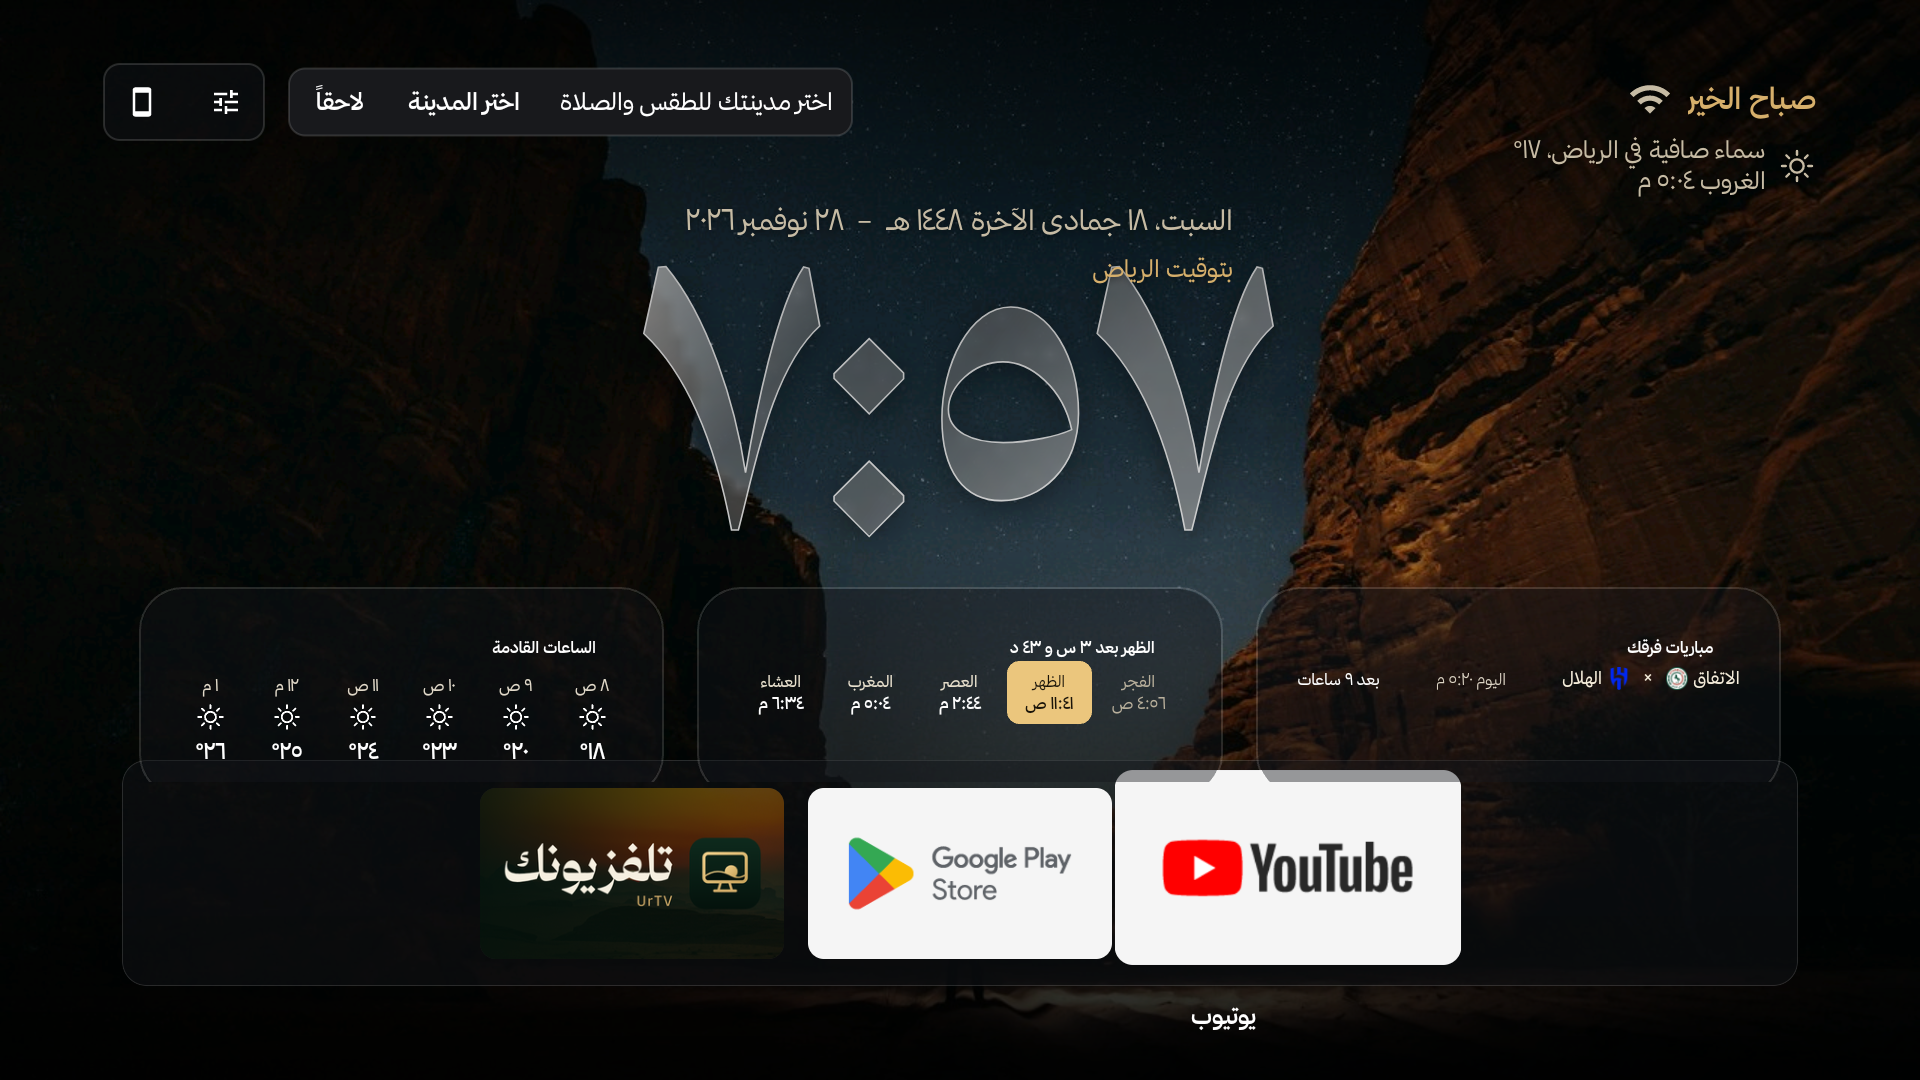 صباح الخير
سماء صافية في الرياض، ١٧°
الغروب ٥:٠٤ م
اختر مدينتك للطقس والصلاة
اختر المدينة
لاحقاً
السبت، ١٨ جمادى الآخرة ١٤٤٨ هـ – ٢٨ نوفمبر ٢٠٢٦
بتوقيت الرياض
٧:٥٧
مباريات فرقك
الاتفاق × الهلال اليوم ٥:٢٠ م بعد ٩ ساعات
الظهر بعد ٣ س و ٤٣ د
الفجر الظهر العصر المغرب العشاء
٤:٥٦ ص ١١:٤١ ص ٢:٤٤ م ٥:٠٤ م ٦:٣٤ م
الساعات القادمة
٨ ص ٩ ص ١٠ ص ١١ ص ١٢ م ١ م
١٨° ٢٠° ٢٣° ٢٤° ٢٥° ٢٦°
YouTube
Google Play
Store
تلفزيونك
UrTV
يوتيوب